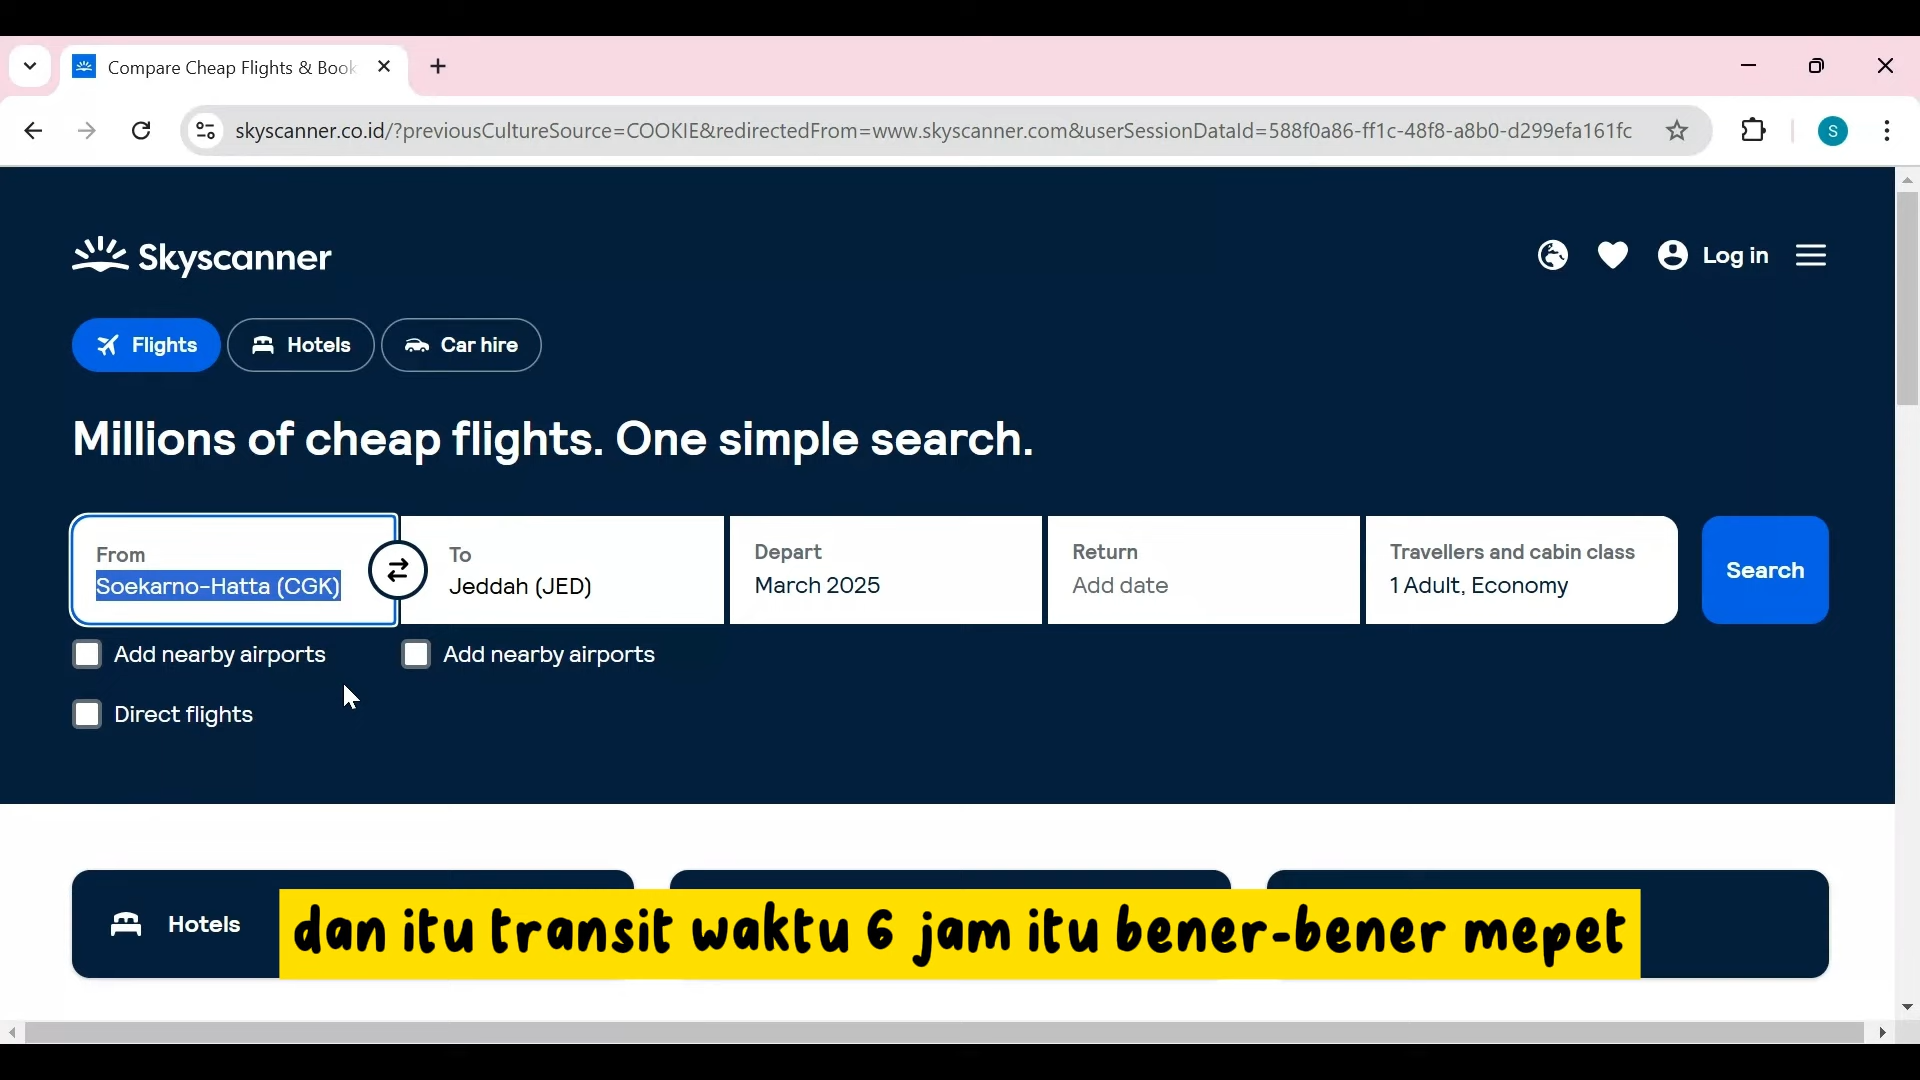 Compare Cheap Flights & Book
skyscanner.co.id/?previousCultureSource=COOKIE&redirectedFrom=www.skyscanner.com&userSessionDataId=588f0a86-ff1c-48f8-a8b0-d299efa161fc
S
Skyscanner
Log in
Flights
Hotels
Car hire
Millions of cheap flights. One simple search.
From
Soekarno-Hatta (CGK)
To
Jeddah (JED)
Depart
March 2025
Return
Add date
Travellers and cabin class
1 Adult, Economy
Search
Add nearby airports
Add nearby airports
Direct flights
Hotels
dan itu transit waktu 6 jam itu bener-bener mepet